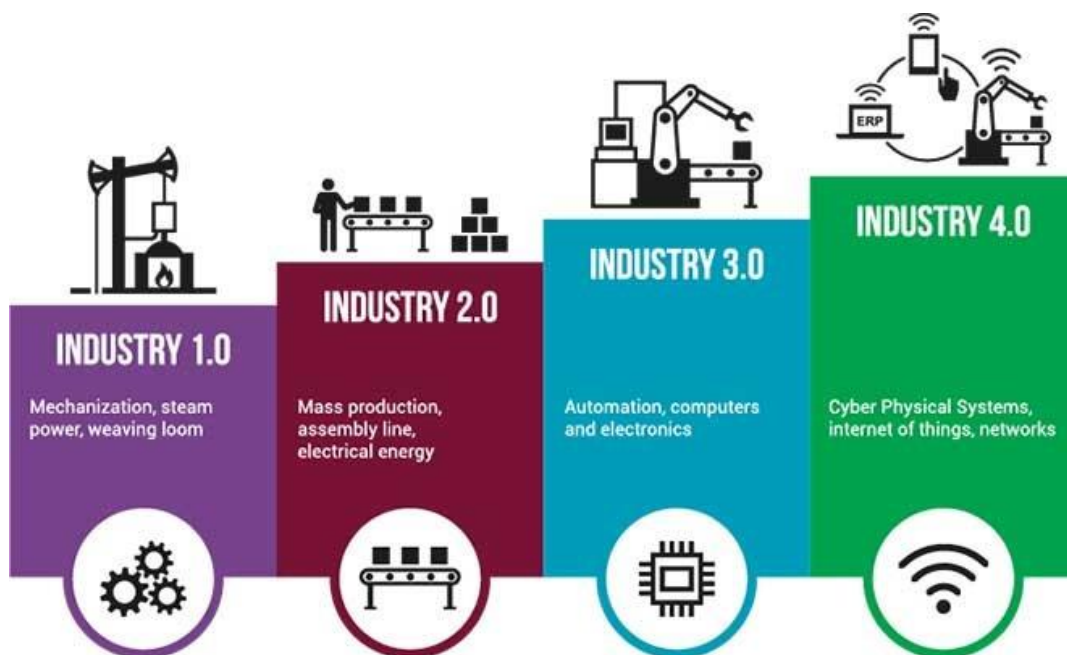 ERP
INDUSTRY 1.0
Mechanization, steam
power, weaving loom
INDUSTRY 2.0
Mass production,
assembly line,
electrical energy
INDUSTRY 3.0
Automation, computers
and electronics
INDUSTRY 4.0
Cyber Physical Systems,
internet of things, networks